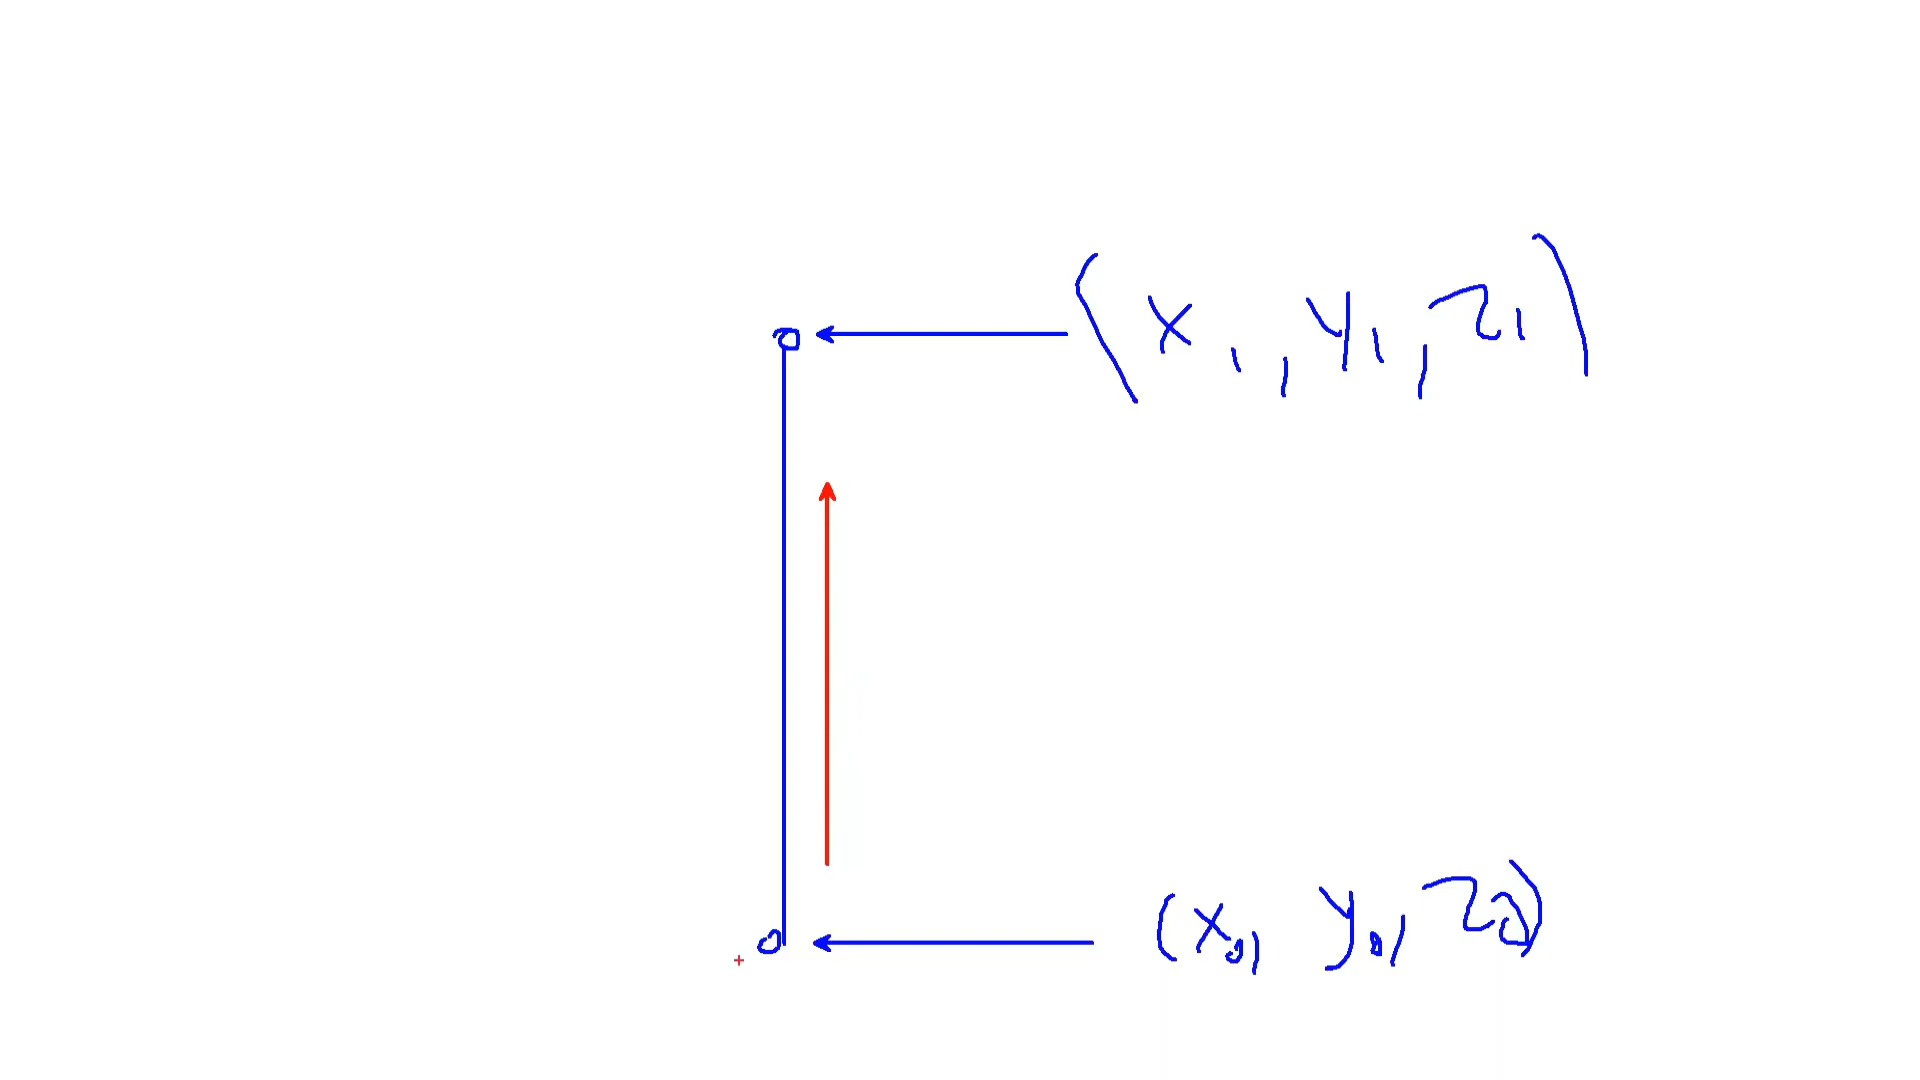 (x₁, y₁, z₁)
(x₀, y₀, z₀)